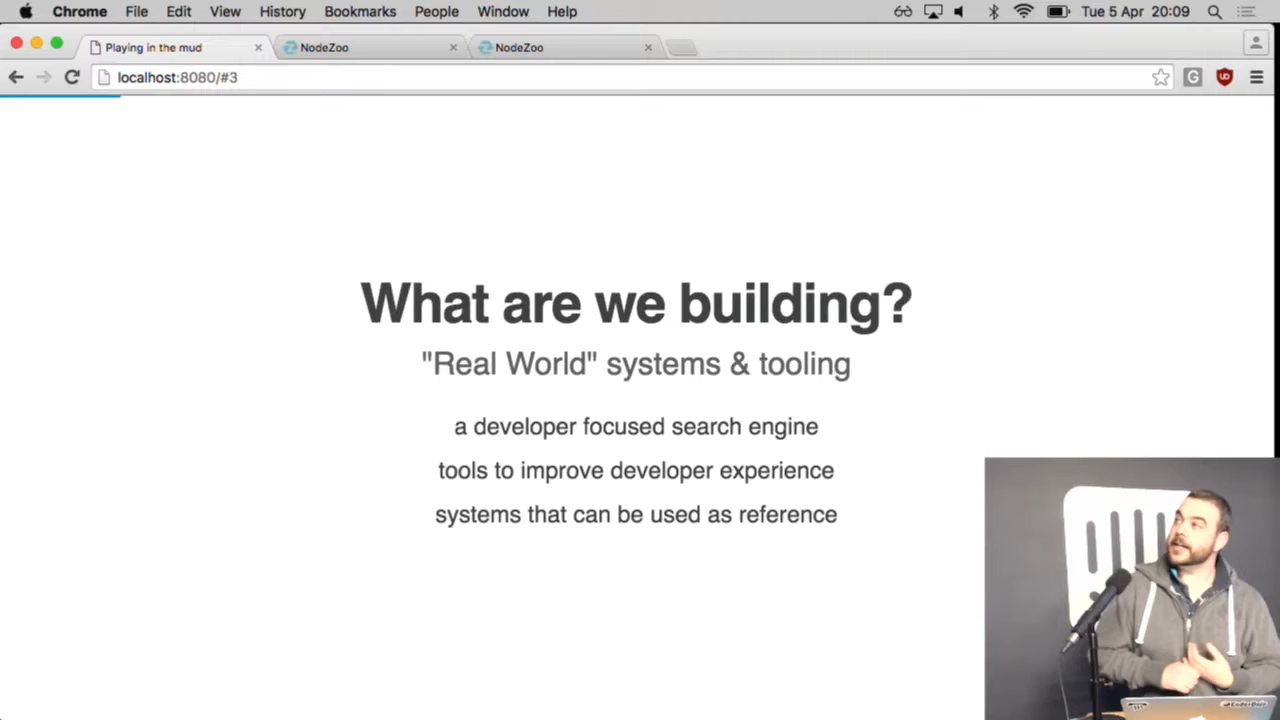 Chrome File Edit View History Bookmarks People Window Help Tue 5 Apr 20:09
Playing in the mud NodeZoo NodeZoo
localhost:8080/#3
What are we building?
"Real World" systems & tooling
a developer focused search engine
tools to improve developer experience
systems that can be used as reference